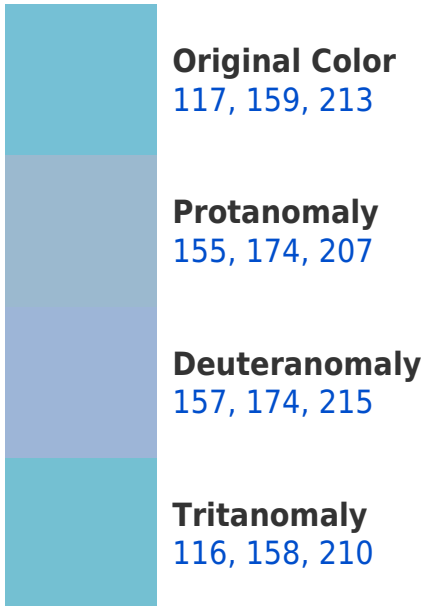 Original Color
117, 159, 213
Protanomaly
155, 174, 207
Deuteranomaly
157, 174, 215
Tritanomaly
116, 158, 210